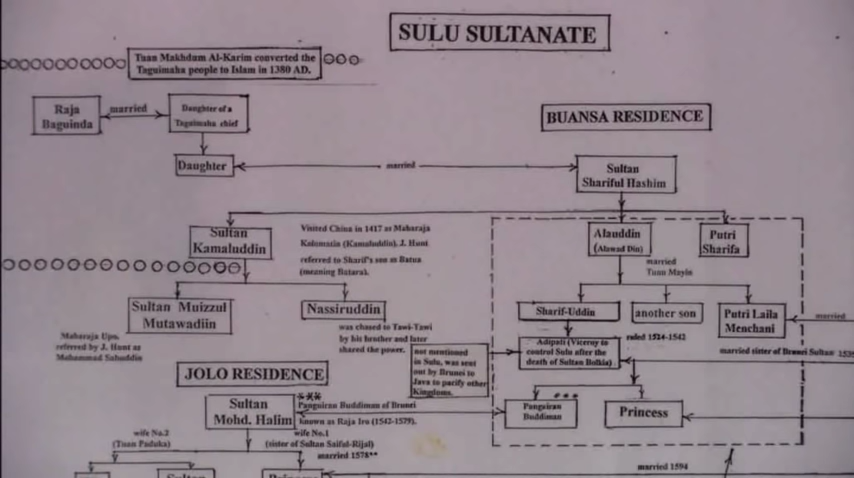 SULU SULTANATE
Tuan Makhdum Al-Karim converted the
Taguimaha people to Islam in 1380 AD.
Raja
Baguinda
married
Daughter of a
Taguimaha chief
BUANSA RESIDENCE
Daughter
married
Sultan
Shariful Hashim
Sultan
Kamaluddin
Visited China in 1417 as Maharaja
Kolamatin (Kamaluddin). J. Hunt
referred to Sharif's son as Batua
(meaning Batara).
Alauddin
(Alawad Din)
Putri
Sharifa
married
Tuan Mayin
Sultan Muizzul
Mutawadiin
Nassiruddin
Sharif-Uddin
another son
Putri Laila
Menchani
married
Maharaja Upo.
referred by J. Hunt as
Mohammad Sabuddin
was chased to Tawi-Tawi
by his brother and later
shared the power.
ruled 1524-1542
married sister of Brunei Sultan 1535
Adipati (Viceroy to
control Sulu after the
death of Sultan Bolkia)
not mentioned
in Sulu, was sent
out by Brunei to
Java to pacify other
Kingdoms.
JOLO RESIDENCE
Sultan
Mohd. Halim
***
Pangiran Buddiman of Brunei
known as Raja Iro (1542-1579).
Pangiran
Buddiman
***
Princess
wife No.2
(Tuan Paduka)
wife No.1
(sister of Sultan Saiful-Rijal)
married 1578**
married 1594
Sultan
Princess